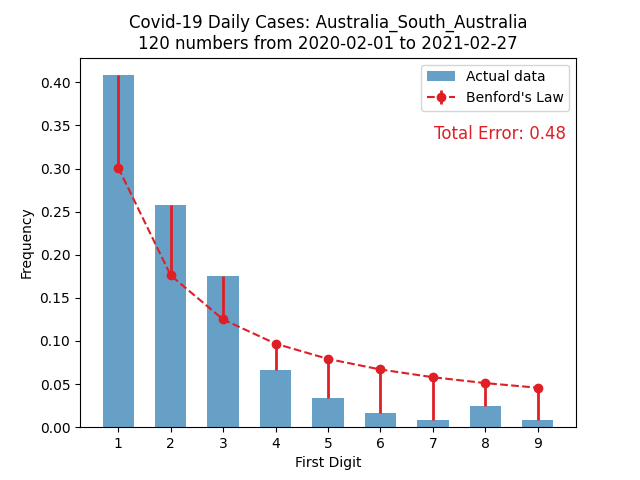 Covid-19 Daily Cases: Australia_South_Australia
120 numbers from 2020-02-01 to 2021-02-27
Actual data
Benford's Law
Total Error: 0.48
Frequency
0.40
0.35
0.30
0.25
0.20
0.15
0.10
0.05
0.00
1 2 3 4 5 6 7 8 9
First Digit